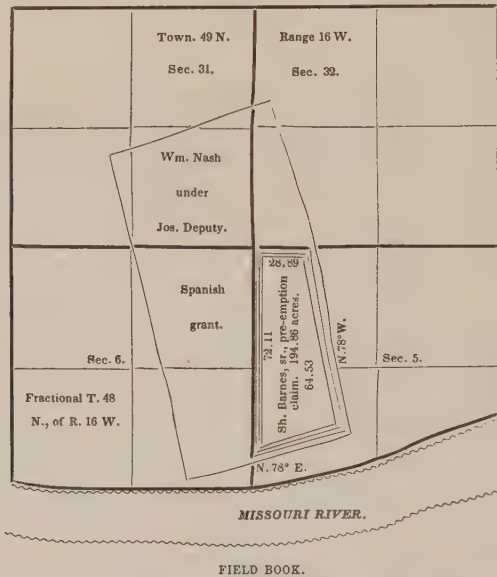 Town. 49 N.
Range 16 W.
Sec. 31.
Sec. 32.
Wm. Nash
under
Jos. Deputy.
Spanish
grant.
28.89
72.11
Sh. Barnes, sr., pre-emption
claim. 194.86 acres.
64.53
N.78° W.
Sec. 6.
Sec. 5.
Fractional T. 48
N., of R. 16 W.
N.78° E.
MISSOURI RIVER.
FIELD BOOK.